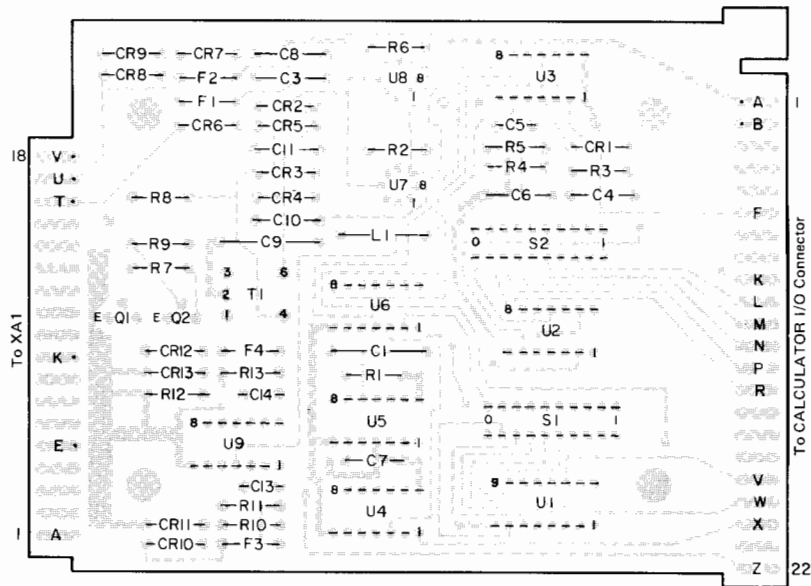 CR9 CR7 C8 R6
CR8 F2 C3 U8 8 8 U3
F1 1 1
CR2 A 1
CR6 CR5 C5 B
18 V C11 R2 R5 CR1
U CR3 U7 8 R4 R3
T R8 CR4 1 C6 C4
C10 F
R9 C9 L1 0 S2 1
R7 3 6
2 T1 8 U6 K
E Q1 E Q2 1 4 8 U2 L
1 M
CR12 F4 C1 1 N
To XA1 K CR13 R13 R1 P To CALCULATOR I/O Connector
R12 C14 8 R
8 U5 0 S1 1
E U9 1
1 C7
C13 8 9 V
R11 U4 U1 W
1 A CR11 R10 1 1 X
CR10 F3
Z 22